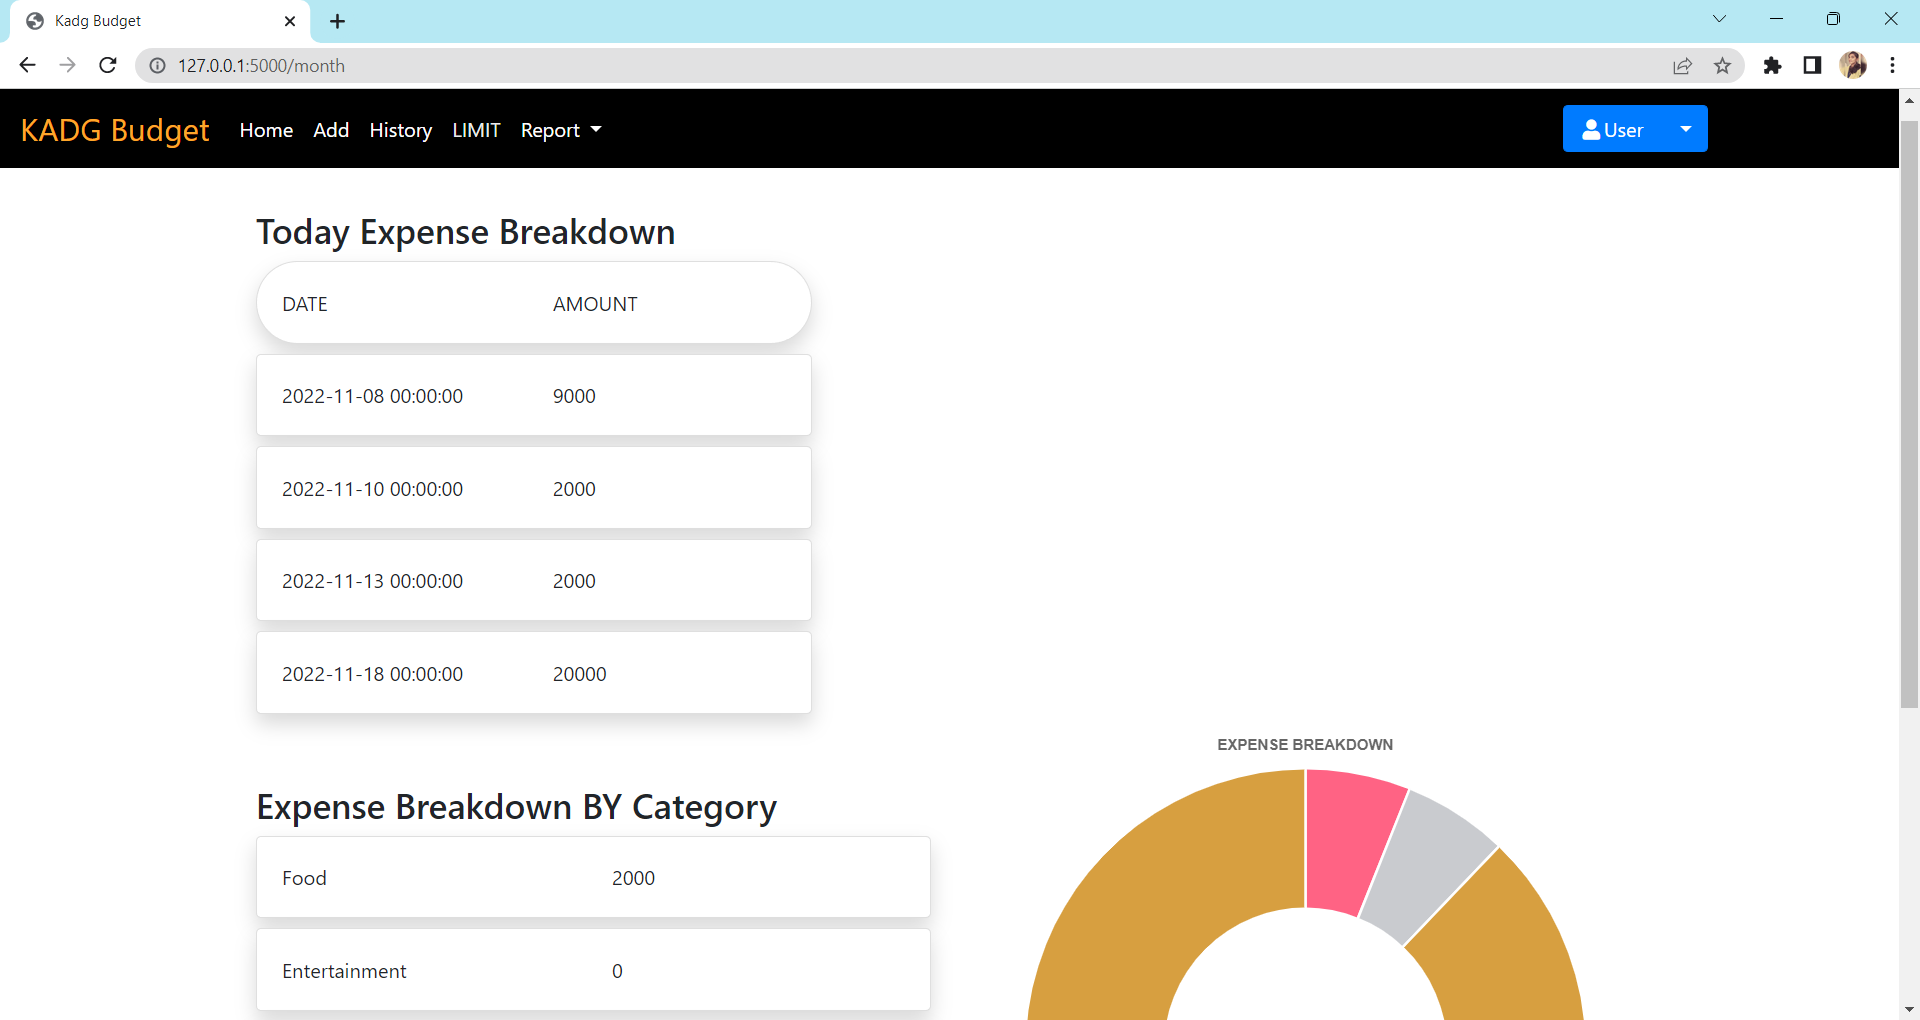 Kadg Budget
127.0.0.1:5000/month
KADG Budget Home Add History LIMIT Report User
Today Expense Breakdown
DATE AMOUNT
2022-11-08 00:00:00 9000
2022-11-10 00:00:00 2000
2022-11-13 00:00:00 2000
2022-11-18 00:00:00 20000
EXPENSE BREAKDOWN
Expense Breakdown BY Category
Food 2000
Entertainment 0